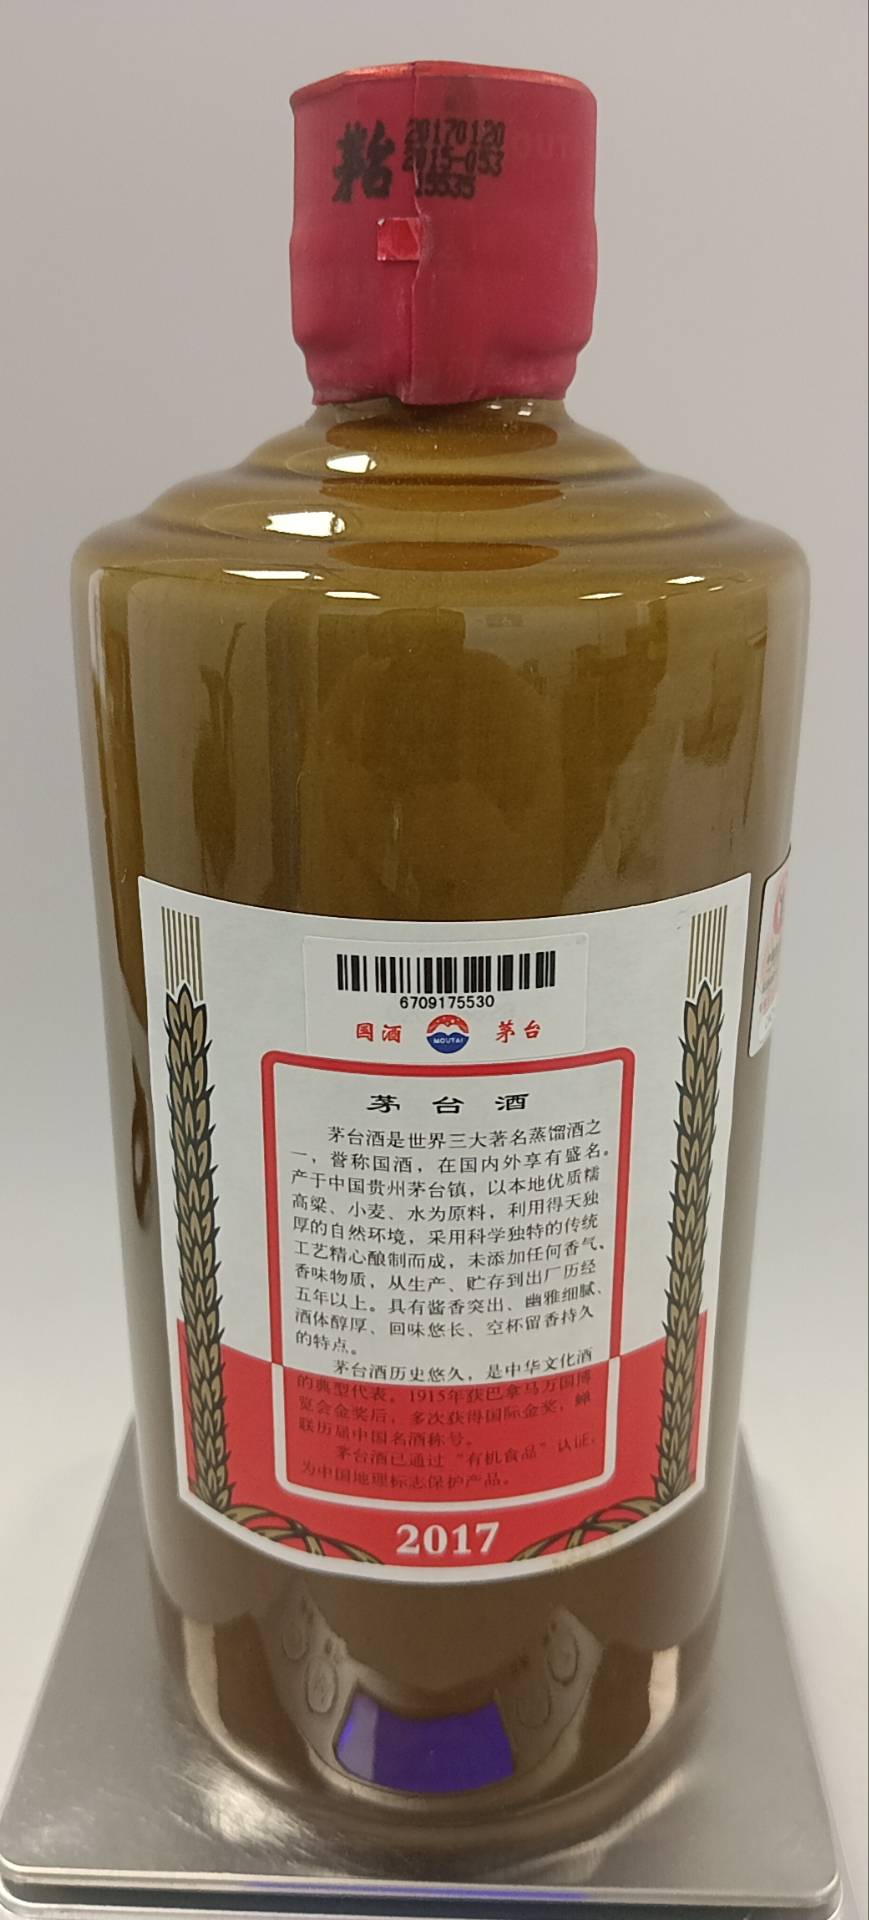 茅台
20170120
2015-053
15535
OUT
6709175530
国酒 MOUTAI 茅台
茅台酒
茅台酒是世界三大著名蒸馏酒之
一，誉称国酒，在国内外享有盛名。
产于中国贵州茅台镇，以本地优质糯
高粱、小麦、水为原料，利用得天独
厚的自然环境，采用科学独特的传统
工艺精心酿制而成，未添加任何香气、
香味物质，从生产、贮存到出厂历经
五年以上。具有酱香突出、幽雅细腻、
酒体醇厚、回味悠长、空杯留香持久
的特点。
茅台酒历史悠久，是中华文化酒
的典型代表。1915年获巴拿马万国博
览会金奖后，多次获得国际金奖，蝉
联历届中国名酒称号。
茅台酒已通过“有机食品”认证，
为中国地理标志保护产品。
2017